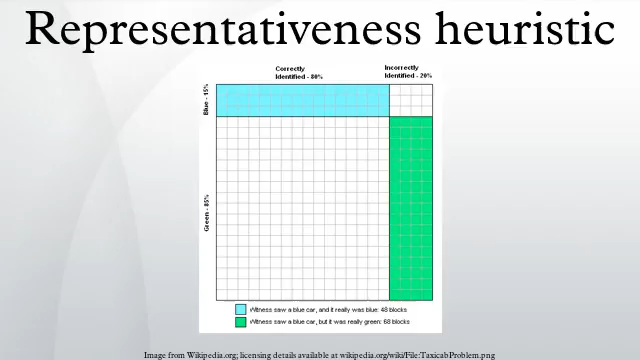 Representativeness heuristic
Correctly
Identified - 80%
Incorrectly
Identified - 20%
Blue - 15%
Green - 85%
Witness saw a blue car, and it really was blue: 48 blocks
Witness saw a blue car, but it was really green: 68 blocks
Image from Wikipedia.org; licensing details available at wikipedia.org/wiki/File:TaxicabProblem.png